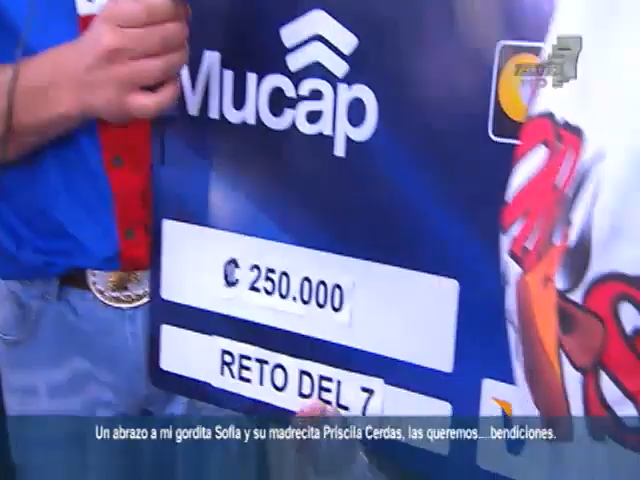 Mucap
₡ 250.000
RETO DEL 7
Un abrazo a mi gordita Sofía y su madrecita Priscila Cerdas, las queremos....bendiciones.